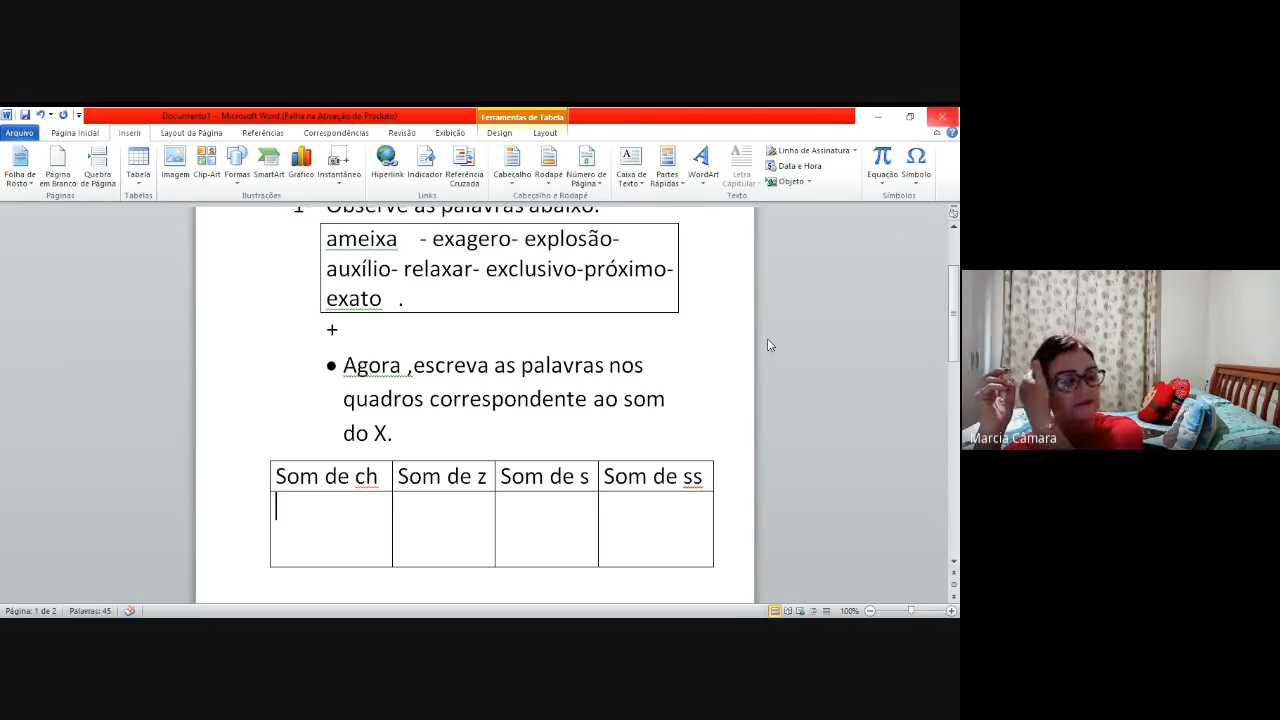 Documento1 - Microsoft Word (Falha na Ativação do Produto)
Ferramentas de Tabela
Arquivo Página Inicial Inserir Layout da Página Referências Correspondências Revisão Exibição Design Layout
Folha de Rosto Página em Branco Quebra de Página Tabela Imagem Clip-Art Formas SmartArt Gráfico Instantâneo Hiperlink Indicador Referência Cruzada Cabeçalho Rodapé Número de Página Caixa de Texto Partes Rápidas WordArt Letra Capitular Linha de Assinatura Data e Hora Objeto Equação Símbolo
Páginas Tabelas Ilustrações Links Cabeçalho e Rodapé Texto Símbolos
1 Observe as palavras abaixo:
ameixa - exagero- explosão-
auxílio- relaxar- exclusivo-próximo-
exato .
+
● Agora ,escreva as palavras nos
quadros correspondente ao som
do X.
Som de ch Som de z Som de s Som de ss
Marcia Câmara
Página: 1 de 2 Palavras: 45 100%